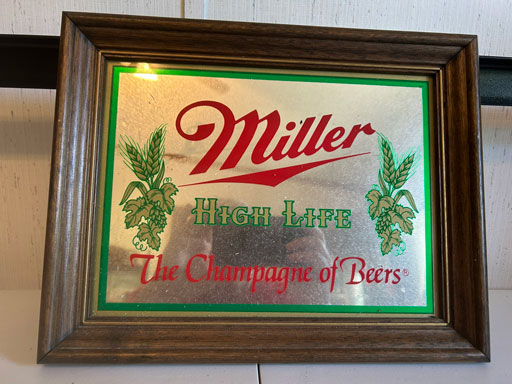 Miller
HIGH LIFE
The Champagne of Beers®